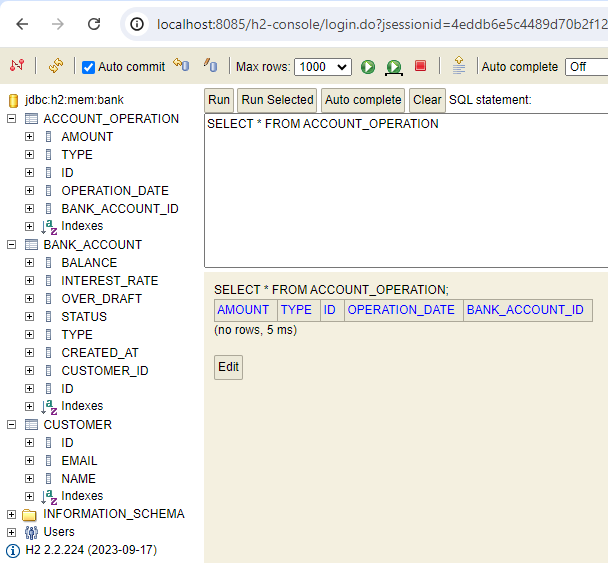 localhost:8085/h2-console/login.do?jsessionid=4eddb6e5c4489d70b2f12
Auto commit
Max rows: 1000
Auto complete Off
jdbc:h2:mem:bank
ACCOUNT_OPERATION
AMOUNT
TYPE
ID
OPERATION_DATE
BANK_ACCOUNT_ID
Indexes
BANK_ACCOUNT
BALANCE
INTEREST_RATE
OVER_DRAFT
STATUS
TYPE
CREATED_AT
CUSTOMER_ID
ID
Indexes
CUSTOMER
ID
EMAIL
NAME
Indexes
INFORMATION_SCHEMA
Users
H2 2.2.224 (2023-09-17)
Run Run Selected Auto complete Clear SQL statement:
SELECT * FROM ACCOUNT_OPERATION
SELECT * FROM ACCOUNT_OPERATION;
AMOUNT TYPE ID OPERATION_DATE BANK_ACCOUNT_ID
(no rows, 5 ms)
Edit